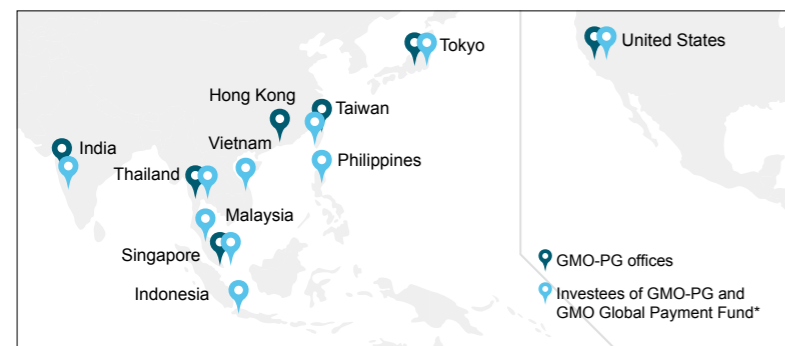 Tokyo
United States
Hong Kong
Taiwan
India
Vietnam
Philippines
Thailand
Malaysia
Singapore
GMO-PG offices
Indonesia
Investees of GMO-PG and
GMO Global Payment Fund*